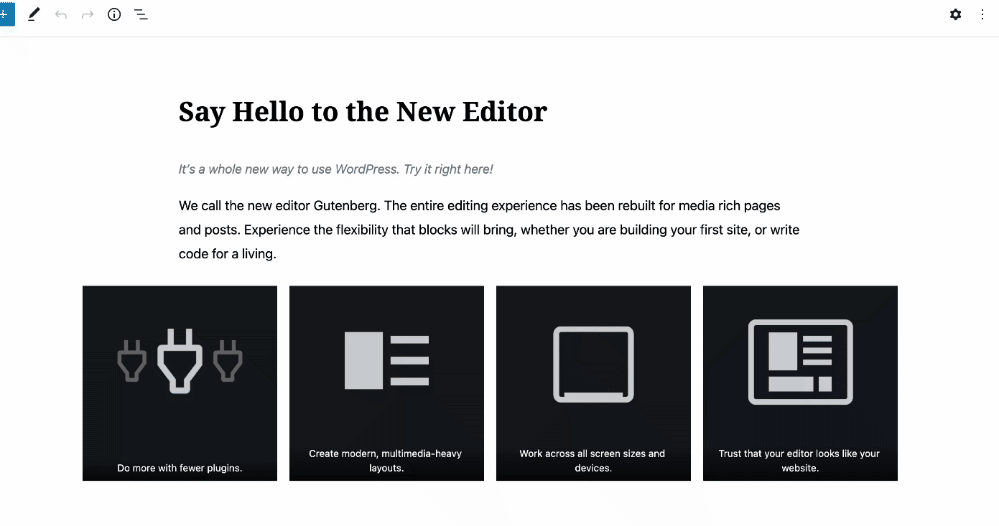 Say Hello to the New Editor
It's a whole new way to use WordPress. Try it right here!
We call the new editor Gutenberg. The entire editing experience has been rebuilt for media rich pages
and posts. Experience the flexibility that blocks will bring, whether you are building your first site, or write
code for a living.
Do more with fewer plugins.
Create modern, multimedia-heavy
layouts.
Work across all screen sizes and
devices.
Trust that your editor looks like your
website.